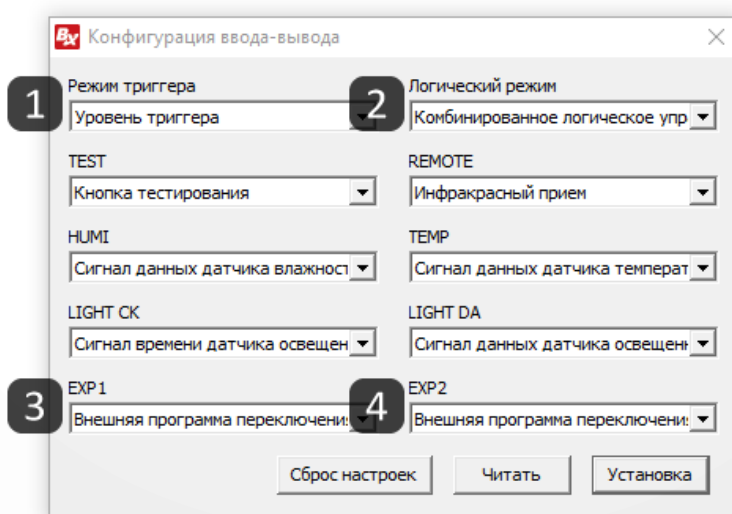 BX Конфигурация ввода-вывода
1 Режим триггера 2 Логический режим
Уровень триггера Комбинированное логическое упр
TEST REMOTE
Кнопка тестирования Инфракрасный прием
HUMI TEMP
Сигнал данных датчика влажност Сигнал данных датчика температ
LIGHT CK LIGHT DA
Сигнал времени датчика освещен Сигнал данных датчика освещенн
3 EXP1 4 EXP2
Внешняя программа переключени Внешняя программа переключени
Сброс настроек Читать Установка